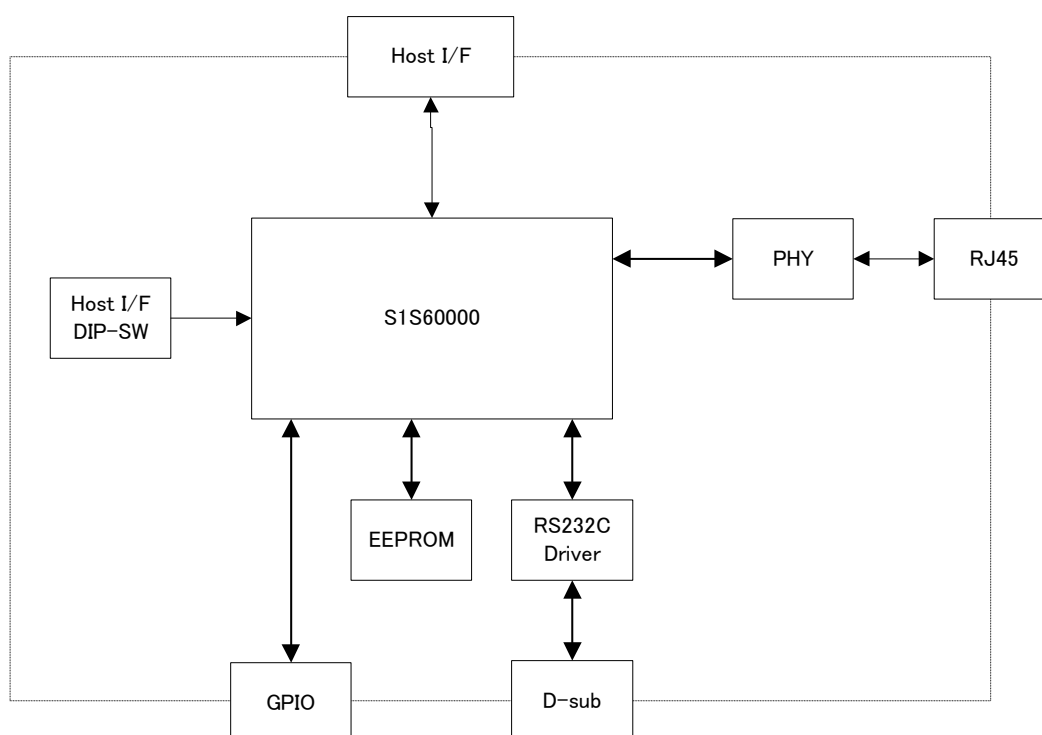 Host I/F
PHY
RJ45
Host I/F
DIP-SW
S1S60000
EEPROM
RS232C
Driver
GPIO
D-sub